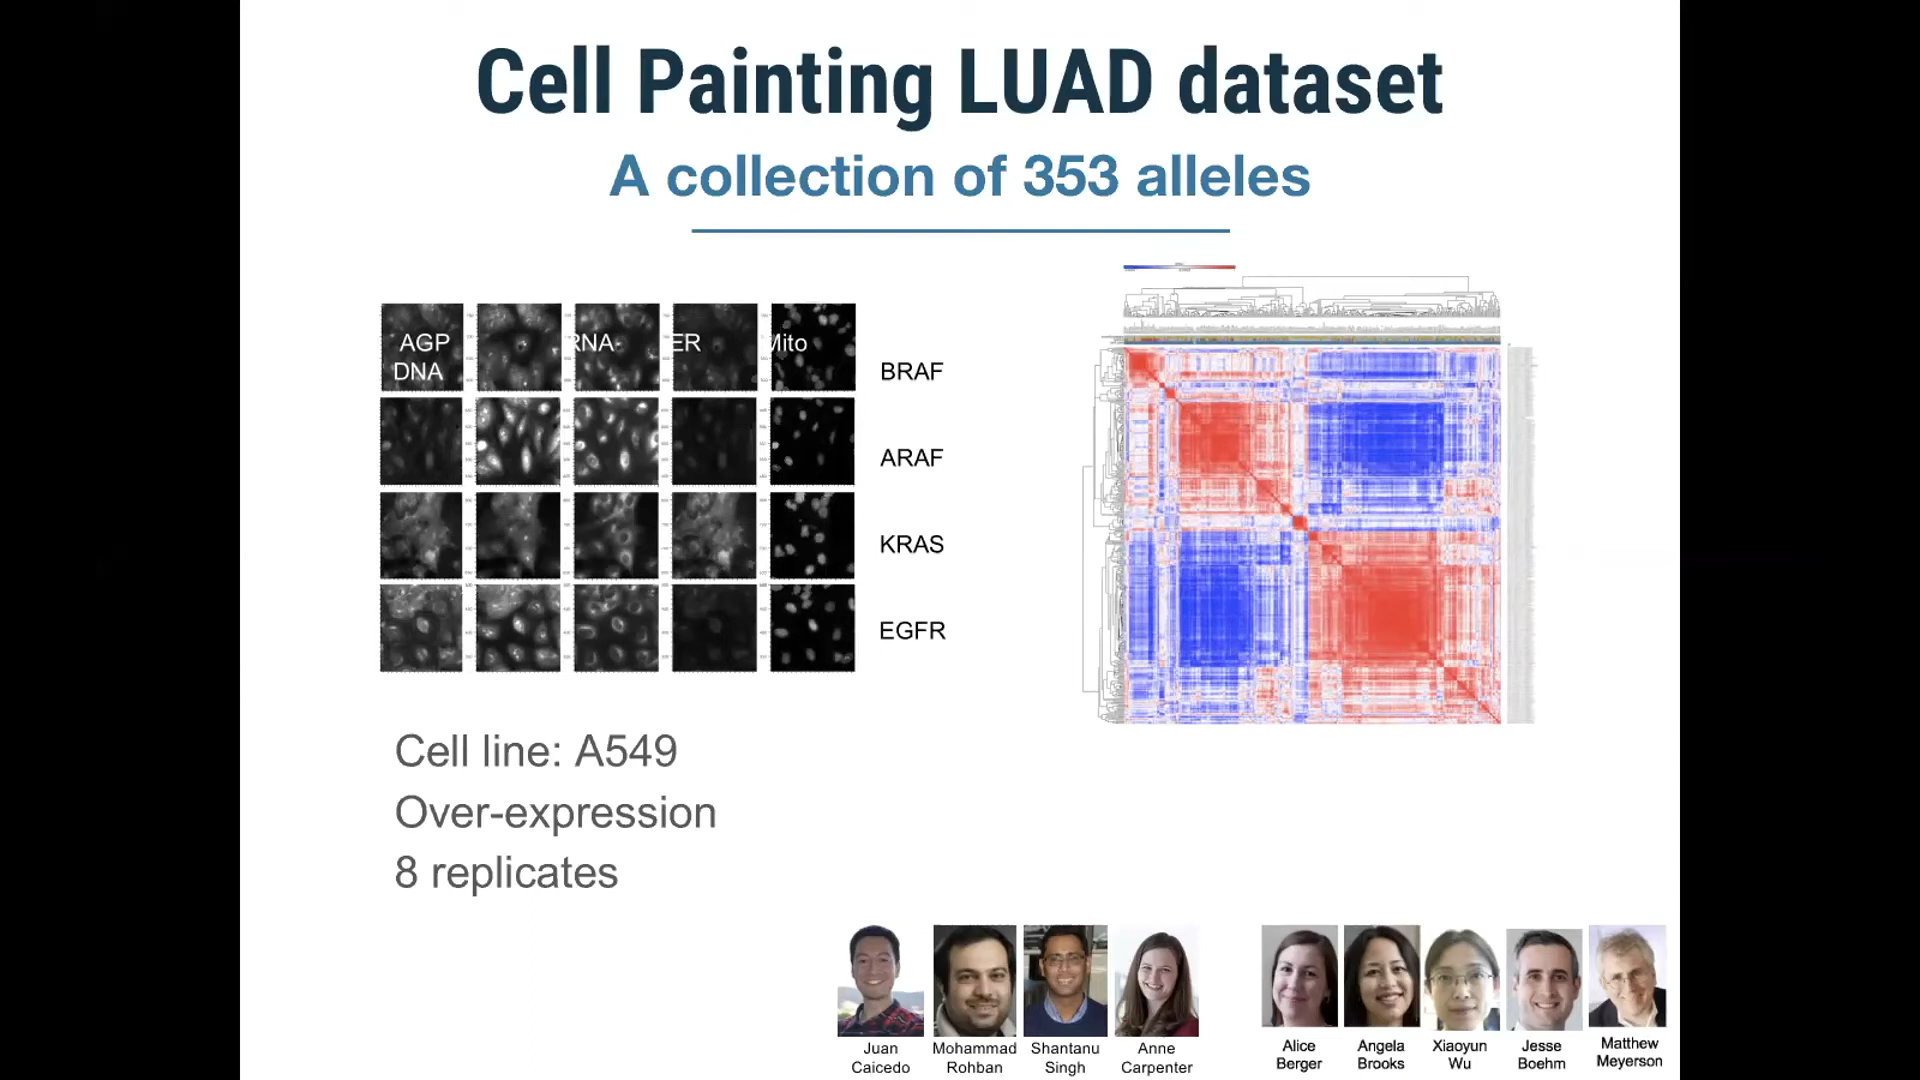 Cell Painting LUAD dataset
A collection of 353 alleles
AGP RNA ER Mito
DNA
BRAF
ARAF
KRAS
EGFR
Cell line: A549
Over-expression
8 replicates
Juan
Caicedo
Mohammad
Rohban
Shantanu
Singh
Anne
Carpenter
Alice
Berger
Angela
Brooks
Xiaoyun
Wu
Jesse
Boehm
Matthew
Meyerson